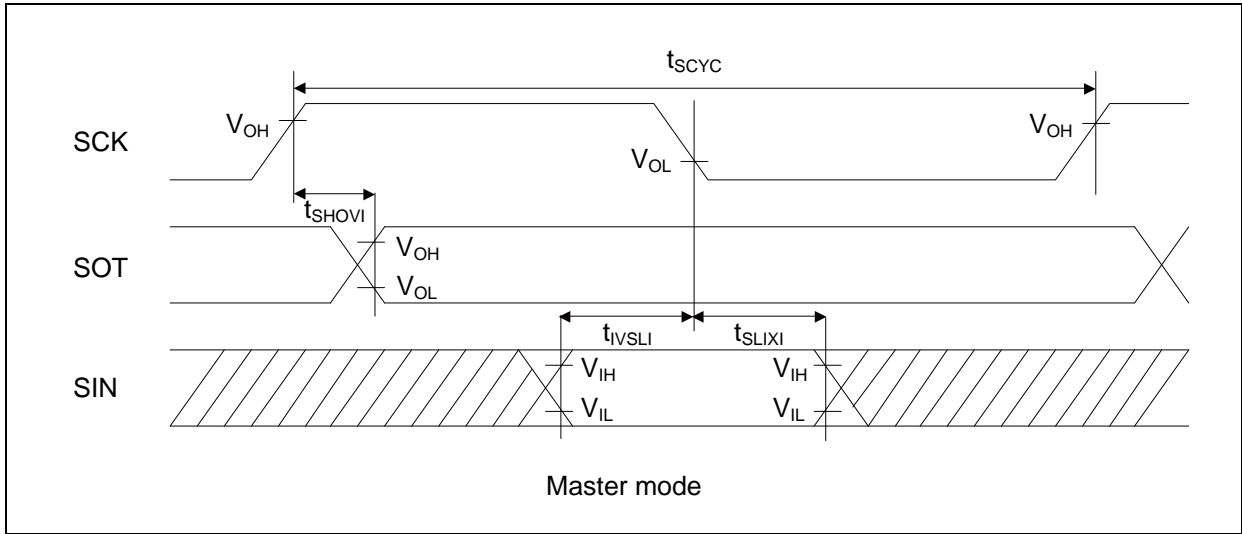 tSCYC
SCK
VOH
VOL
VOH
tSHOVI
SOT
VOH
VOL
tIVSLI
tSLIXI
SIN
VIH
VIH
VIL
VIL
Master mode